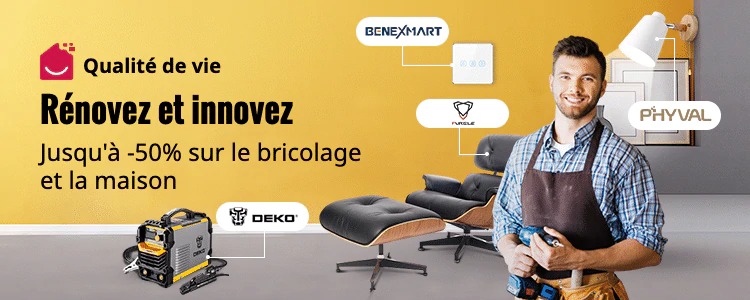 BENEXMART
Qualité de vie
Rénovez et innovez
PHYVAL
Jusqu'à -50% sur le bricolage
et la maison
DEKO